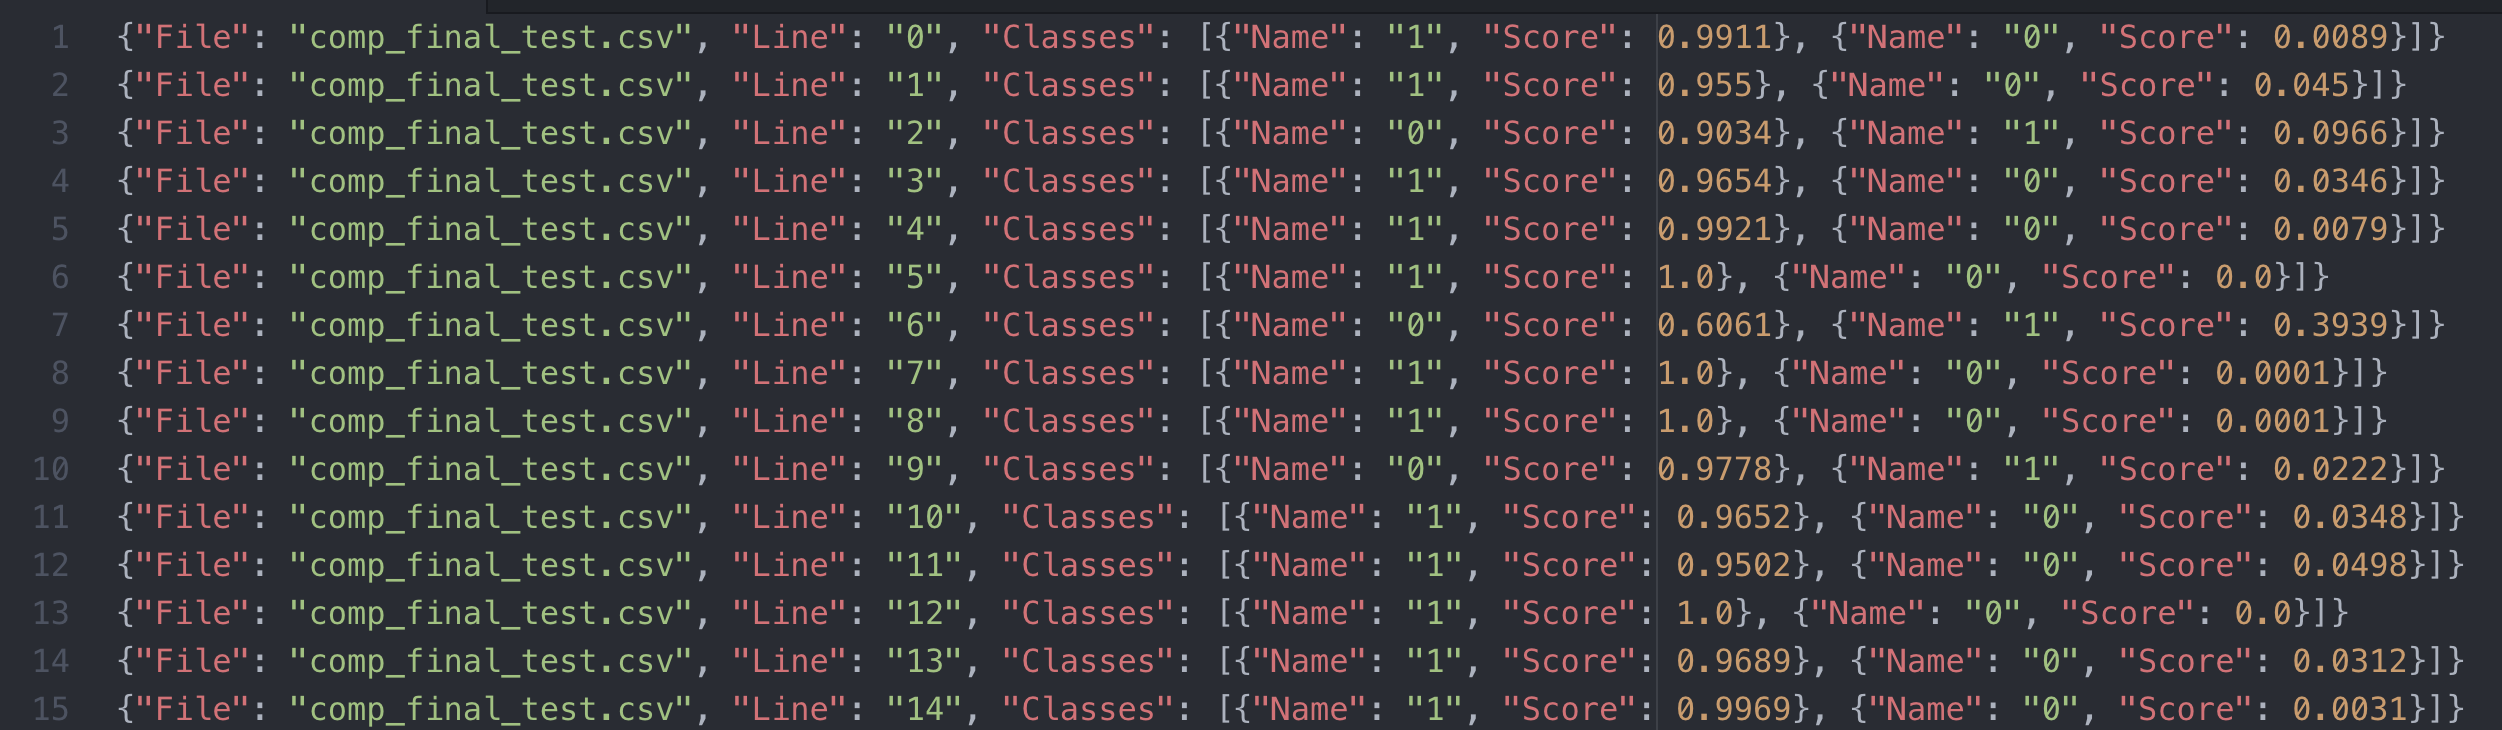 1 {"File": "comp_final_test.csv", "Line": "0", "Classes": [{"Name": "1", "Score": 0.9911}, {"Name": "0", "Score": 0.0089}]}
2 {"File": "comp_final_test.csv", "Line": "1", "Classes": [{"Name": "1", "Score": 0.955}, {"Name": "0", "Score": 0.045}]}
3 {"File": "comp_final_test.csv", "Line": "2", "Classes": [{"Name": "0", "Score": 0.9034}, {"Name": "1", "Score": 0.0966}]}
4 {"File": "comp_final_test.csv", "Line": "3", "Classes": [{"Name": "1", "Score": 0.9654}, {"Name": "0", "Score": 0.0346}]}
5 {"File": "comp_final_test.csv", "Line": "4", "Classes": [{"Name": "1", "Score": 0.9921}, {"Name": "0", "Score": 0.0079}]}
6 {"File": "comp_final_test.csv", "Line": "5", "Classes": [{"Name": "1", "Score": 1.0}, {"Name": "0", "Score": 0.0}]}
7 {"File": "comp_final_test.csv", "Line": "6", "Classes": [{"Name": "0", "Score": 0.6061}, {"Name": "1", "Score": 0.3939}]}
8 {"File": "comp_final_test.csv", "Line": "7", "Classes": [{"Name": "1", "Score": 1.0}, {"Name": "0", "Score": 0.0001}]}
9 {"File": "comp_final_test.csv", "Line": "8", "Classes": [{"Name": "1", "Score": 1.0}, {"Name": "0", "Score": 0.0001}]}
10 {"File": "comp_final_test.csv", "Line": "9", "Classes": [{"Name": "0", "Score": 0.9778}, {"Name": "1", "Score": 0.0222}]}
11 {"File": "comp_final_test.csv", "Line": "10", "Classes": [{"Name": "1", "Score": 0.9652}, {"Name": "0", "Score": 0.0348}]}
12 {"File": "comp_final_test.csv", "Line": "11", "Classes": [{"Name": "1", "Score": 0.9502}, {"Name": "0", "Score": 0.0498}]}
13 {"File": "comp_final_test.csv", "Line": "12", "Classes": [{"Name": "1", "Score": 1.0}, {"Name": "0", "Score": 0.0}]}
14 {"File": "comp_final_test.csv", "Line": "13", "Classes": [{"Name": "1", "Score": 0.9689}, {"Name": "0", "Score": 0.0312}]}
15 {"File": "comp_final_test.csv", "Line": "14", "Classes": [{"Name": "1", "Score": 0.9969}, {"Name": "0", "Score": 0.0031}]}